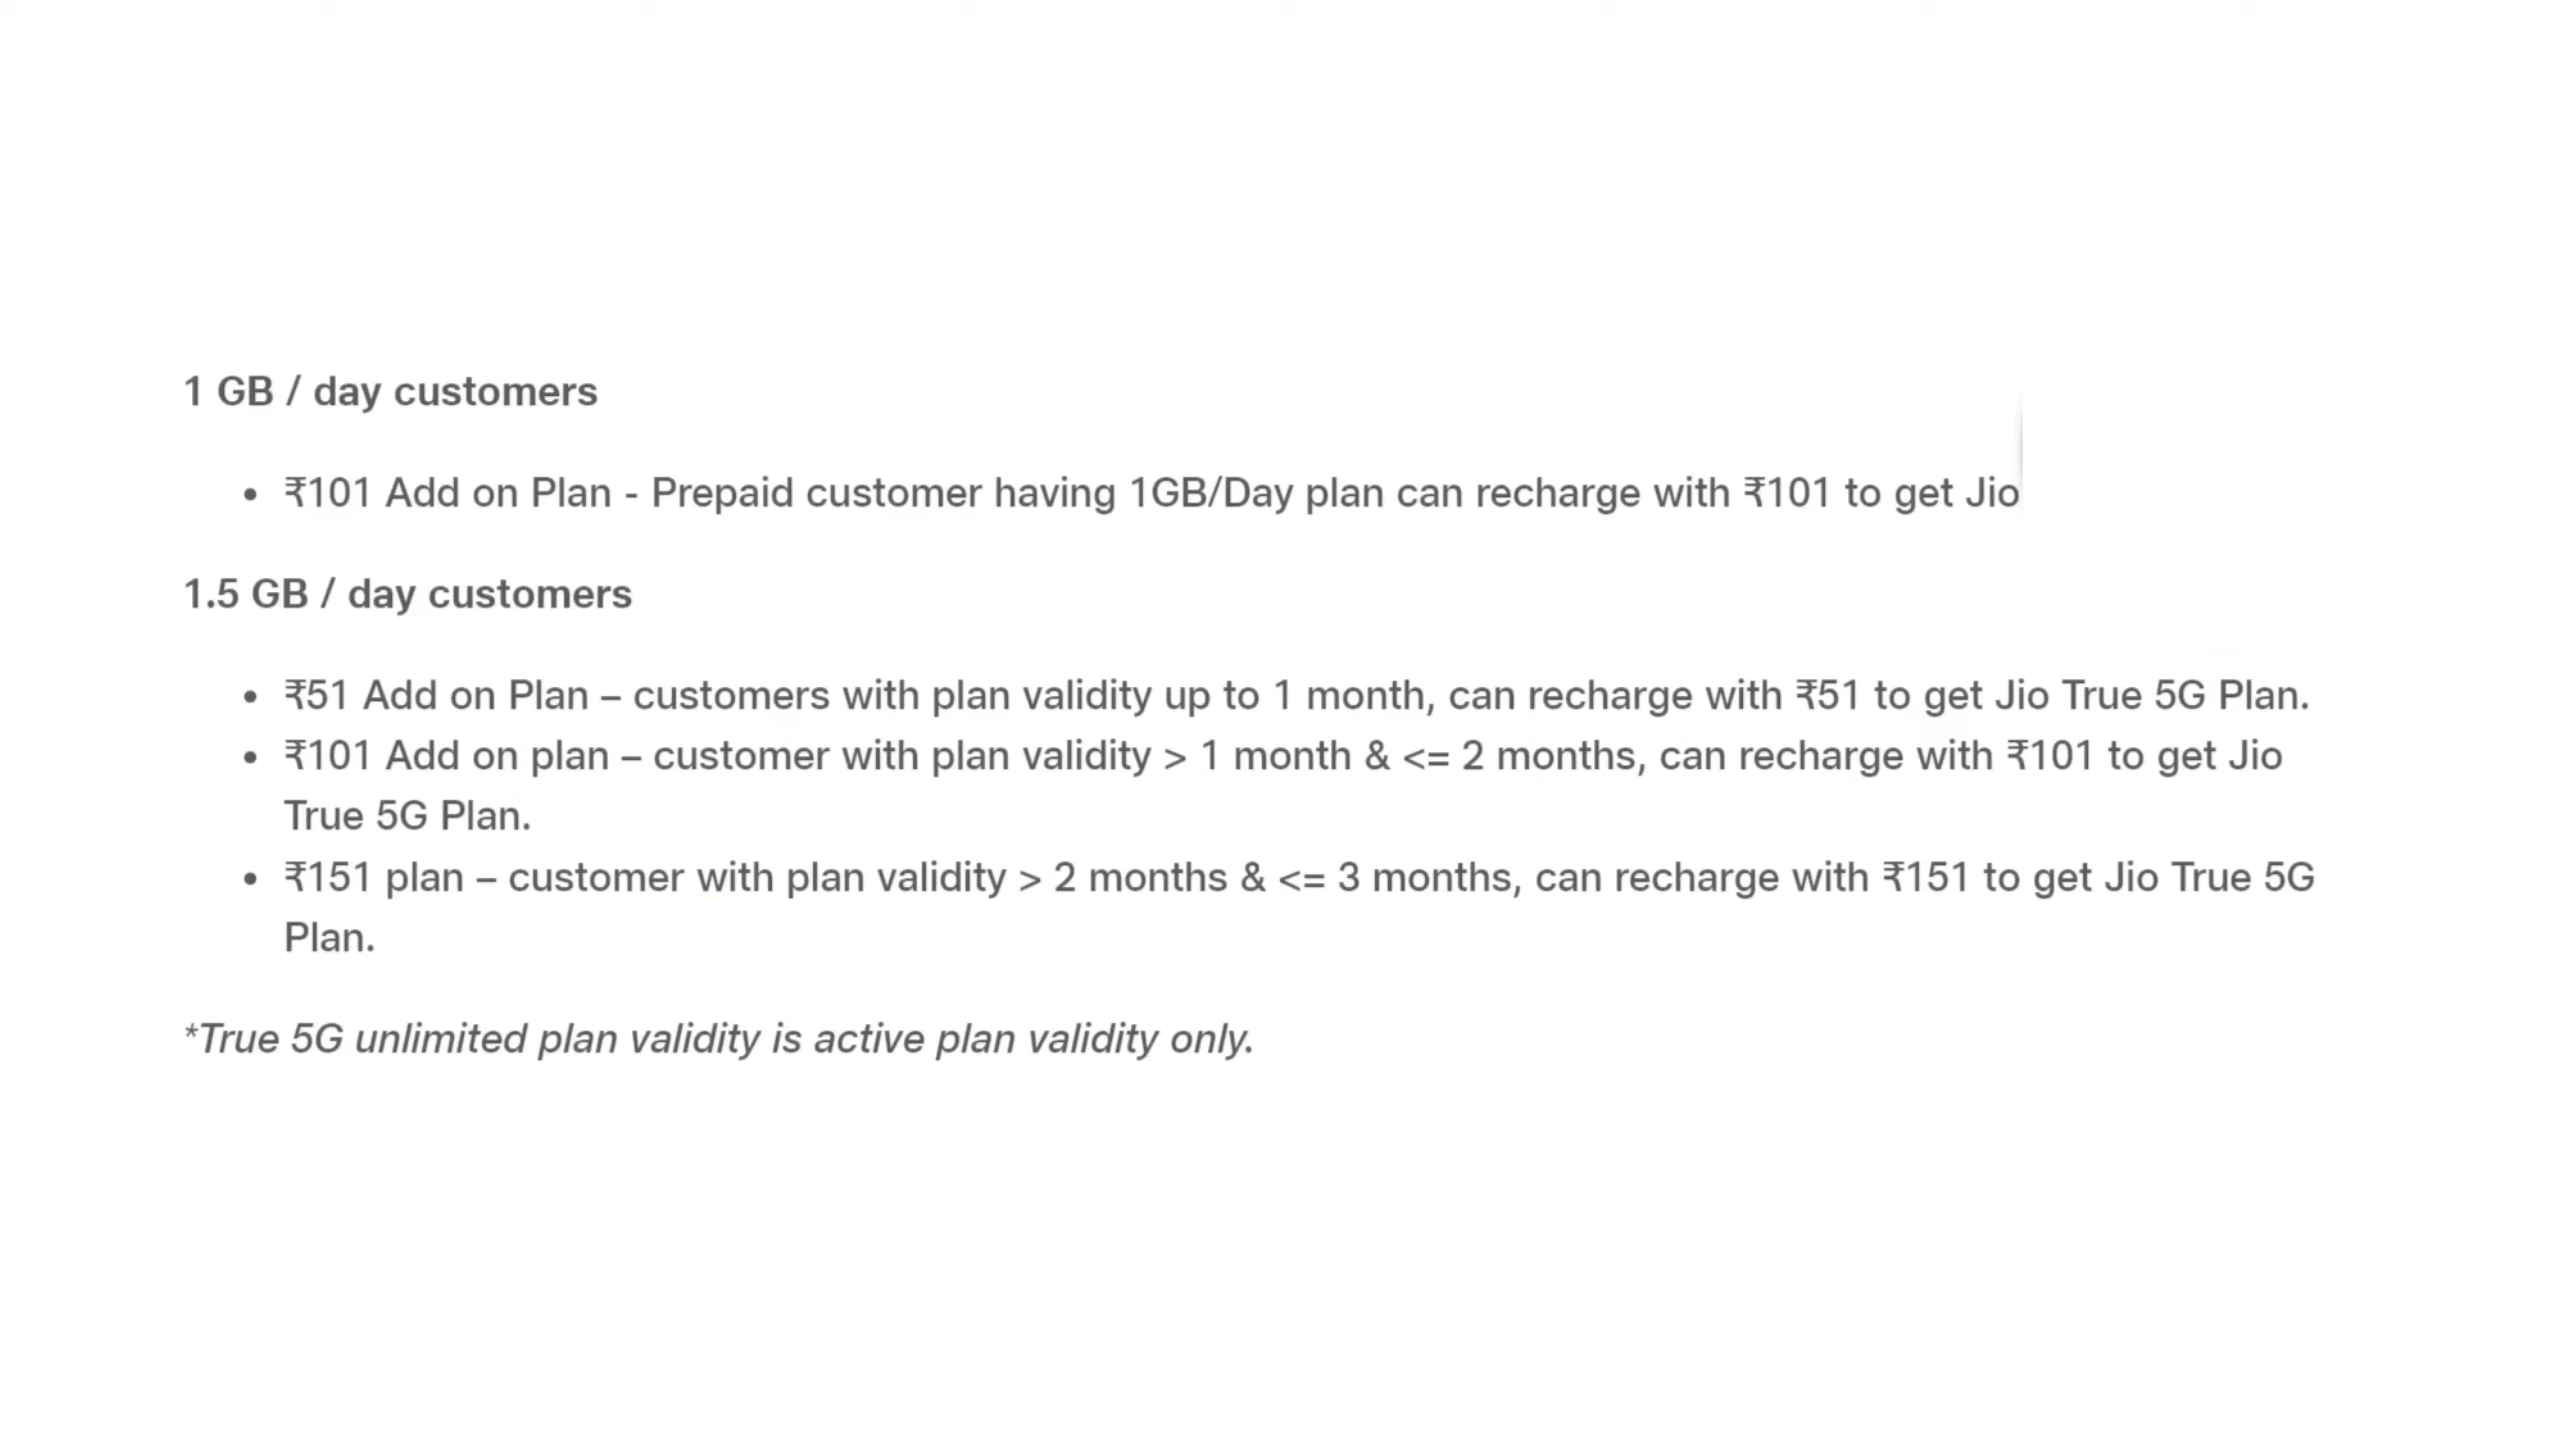 1 GB / day customers
• ₹101 Add on Plan - Prepaid customer having 1GB/Day plan can recharge with ₹101 to get Jio
1.5 GB / day customers
• ₹51 Add on Plan – customers with plan validity up to 1 month, can recharge with ₹51 to get Jio True 5G Plan.
• ₹101 Add on plan – customer with plan validity > 1 month & <= 2 months, can recharge with ₹101 to get Jio
True 5G Plan.
• ₹151 plan – customer with plan validity > 2 months & <= 3 months, can recharge with ₹151 to get Jio True 5G
Plan.
*True 5G unlimited plan validity is active plan validity only.